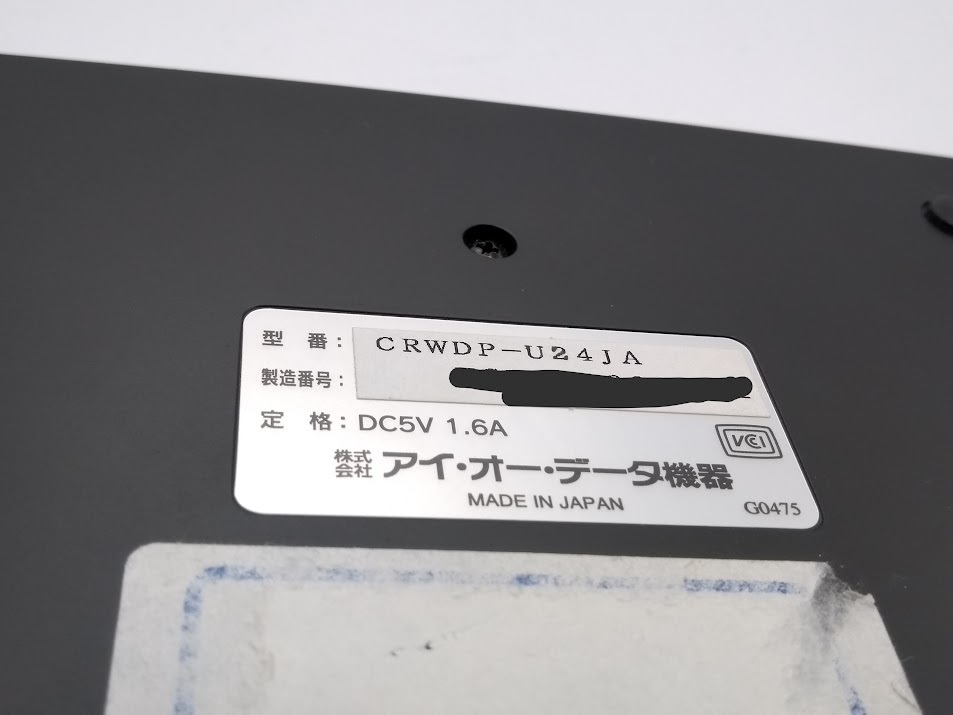 型 番： CRWDP-U24JA
製造番号：
定 格：DC5V 1.6A
VCCI
株式会社 アイ・オー・データ機器
MADE IN JAPAN
G0475